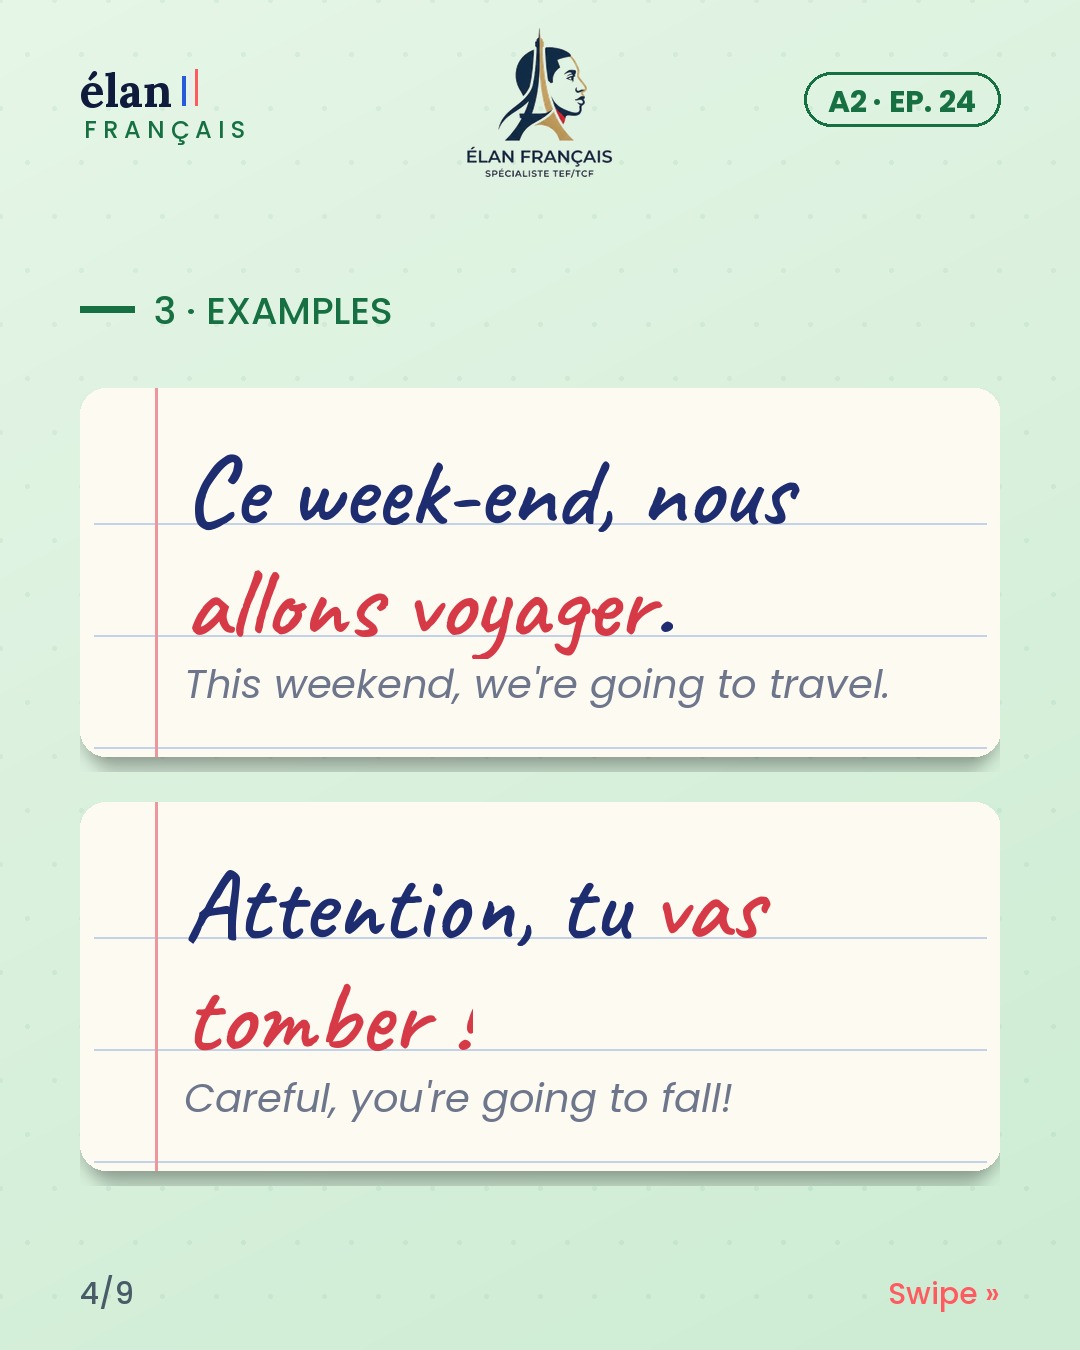 élan
FRANÇAIS
ÉLAN FRANÇAIS
SPÉCIALISTE TEF/TCF
A2 · EP. 24
3 · EXAMPLES
Ce week-end, nous
allons voyager.
This weekend, we're going to travel.
Attention, tu vas
tomber !
Careful, you're going to fall!
4/9
Swipe »